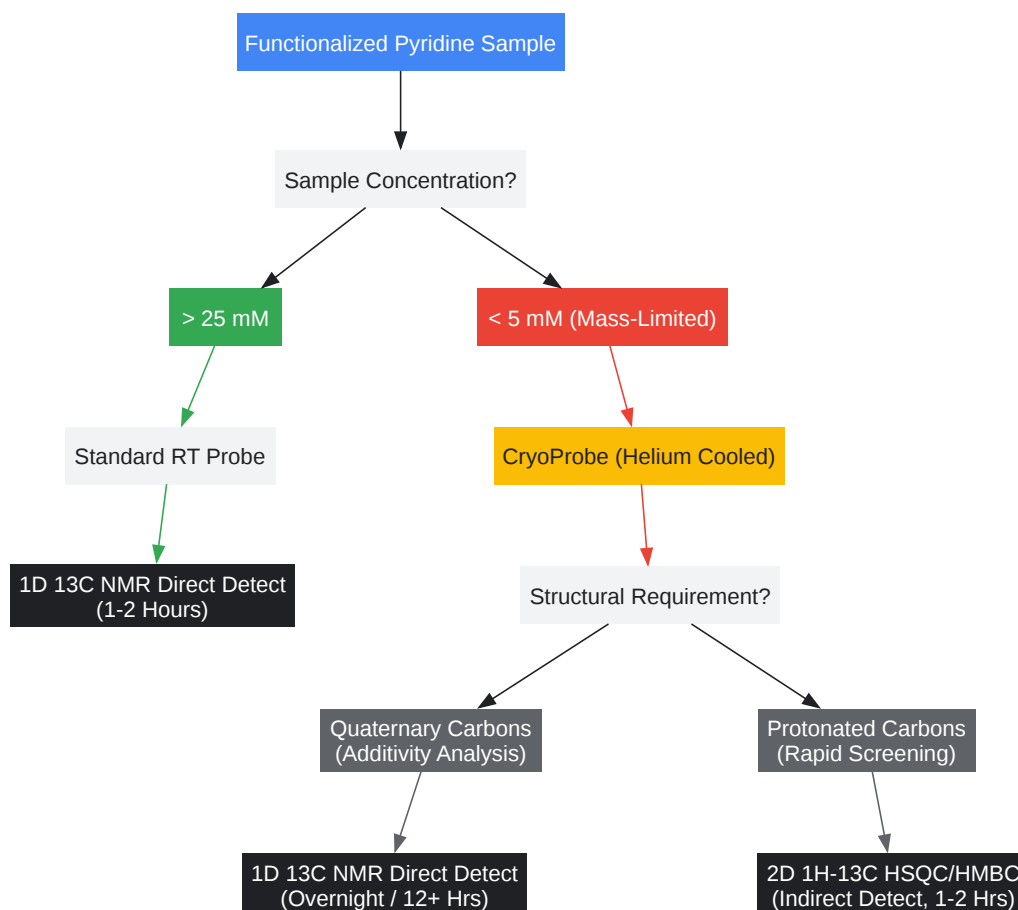 Functionalized Pyridine Sample
Sample Concentration?
> 25 mM
< 5 mM (Mass-Limited)
Standard RT Probe
CryoProbe (Helium Cooled)
1D 13C NMR Direct Detect
(1-2 Hours)
Structural Requirement?
Quaternary Carbons
(Additivity Analysis)
Protonated Carbons
(Rapid Screening)
1D 13C NMR Direct Detect
(Overnight / 12+ Hrs)
2D 1H-13C HSQC/HMBC
(Indirect Detect, 1-2 Hrs)